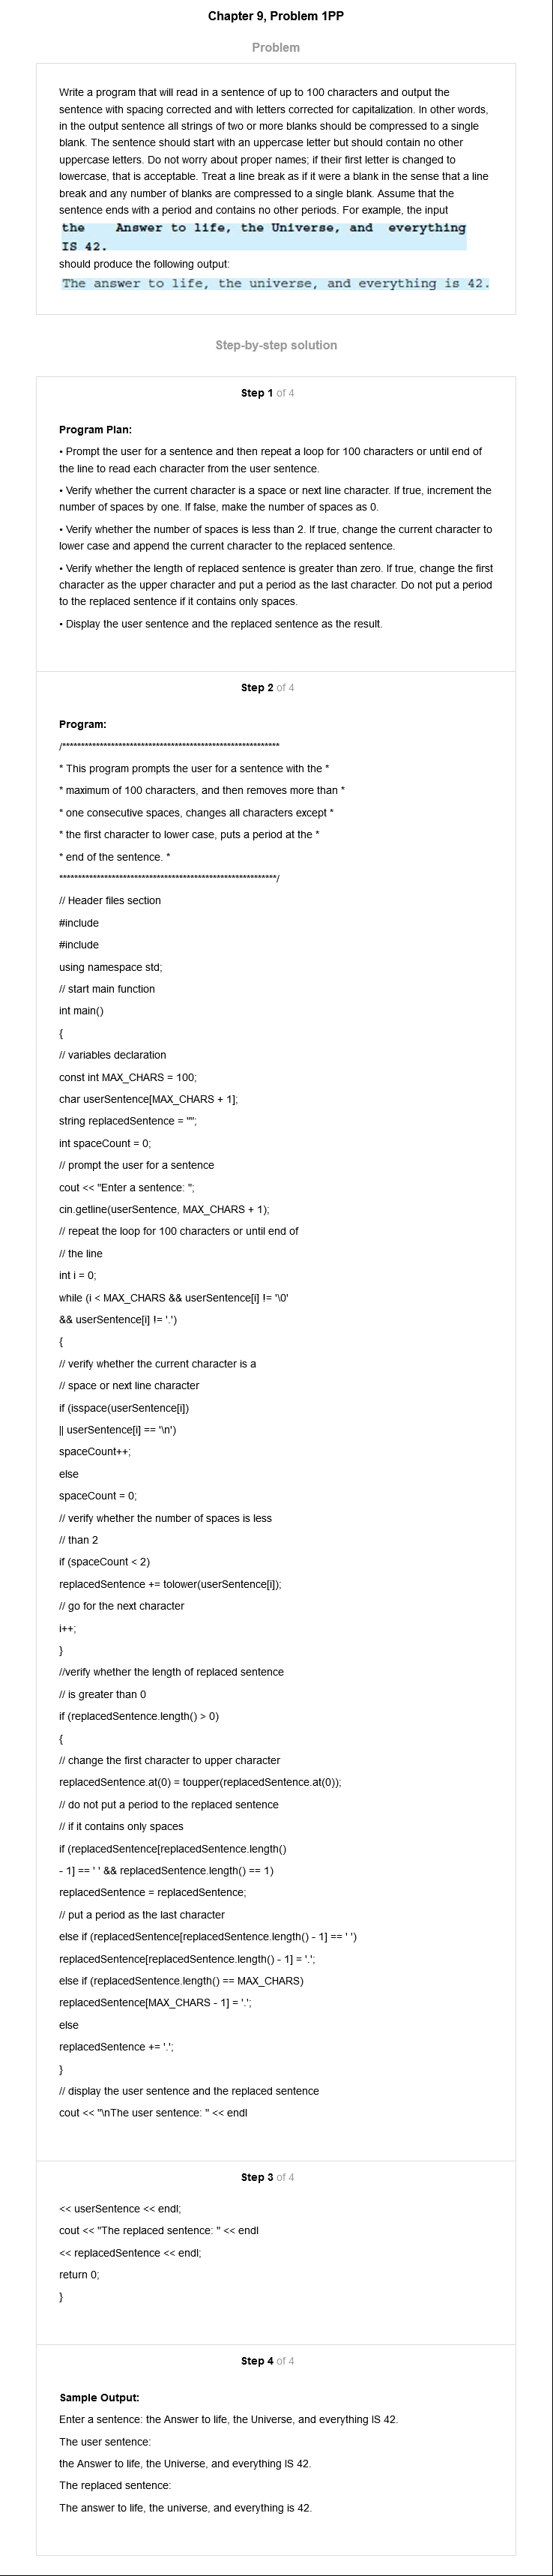 Chapter 9, Problem 1PP
Problem
Write a program that will read in a sentence of up to 100 characters and output the
sentence with spacing corrected and with letters corrected for capitalization. In other words,
in the output sentence all strings of two or more blanks should be compressed to a single
blank. The sentence should start with an uppercase letter but should contain no other
uppercase letters. Do not worry about proper names; if their first letter is changed to
lowercase, that is acceptable. Treat a line break as if it were a blank in the sense that a line
break and any number of blanks are compressed to a single blank. Assume that the
sentence ends with a period and contains no other periods. For example, the input
the    Answer to life, the Universe, and  everything
IS 42.
should produce the following output:
The answer to life, the universe, and everything is 42.
Step-by-step solution
Step 1 of 4
Program Plan:
• Prompt the user for a sentence and then repeat a loop for 100 characters or until end of
the line to read each character from the user sentence.
• Verify whether the current character is a space or next line character. If true, increment the
number of spaces by one. If false, make the number of spaces as 0.
• Verify whether the number of spaces is less than 2. If true, change the current character to
lower case and append the current character to the replaced sentence.
• Verify whether the length of replaced sentence is greater than zero. If true, change the first
character as the upper character and put a period as the last character. Do not put a period
to the replaced sentence if it contains only spaces.
• Display the user sentence and the replaced sentence as the result.
Step 2 of 4
Program:
/**********************************************************
* This program prompts the user for a sentence with the *
* maximum of 100 characters, and then removes more than *
* one consecutive spaces, changes all characters except *
* the first character to lower case, puts a period at the *
* end of the sentence. *
**********************************************************/
// Header files section
#include
#include
using namespace std;
// start main function
int main()
{
// variables declaration
const int MAX_CHARS = 100;
char userSentence[MAX_CHARS + 1];
string replacedSentence = "";
int spaceCount = 0;
// prompt the user for a sentence
cout << "Enter a sentence: ";
cin.getline(userSentence, MAX_CHARS + 1);
// repeat the loop for 100 characters or until end of
// the line
int i = 0;
while (i < MAX_CHARS && userSentence[i] != '\0'
&& userSentence[i] != '.')
{
// verify whether the current character is a
// space or next line character
if (isspace(userSentence[i])
|| userSentence[i] == '\n')
spaceCount++;
else
spaceCount = 0;
// verify whether the number of spaces is less
// than 2
if (spaceCount < 2)
replacedSentence += tolower(userSentence[i]);
// go for the next character
i++;
}
//verify whether the length of replaced sentence
// is greater than 0
if (replacedSentence.length() > 0)
{
// change the first character to upper character
replacedSentence.at(0) = toupper(replacedSentence.at(0));
// do not put a period to the replaced sentence
// if it contains only spaces
if (replacedSentence[replacedSentence.length()
- 1] == ' ' && replacedSentence.length() == 1)
replacedSentence = replacedSentence;
// put a period as the last character
else if (replacedSentence[replacedSentence.length() - 1] == ' ')
replacedSentence[replacedSentence.length() - 1] = '.';
else if (replacedSentence.length() == MAX_CHARS)
replacedSentence[MAX_CHARS - 1] = '.';
else
replacedSentence += '.';
}
// display the user sentence and the replaced sentence
cout << "\nThe user sentence: " << endl
Step 3 of 4
<< userSentence << endl;
cout << "The replaced sentence: " << endl
<< replacedSentence << endl;
return 0;
}
Step 4 of 4
Sample Output:
Enter a sentence: the Answer to life, the Universe, and everything IS 42.
The user sentence:
the Answer to life, the Universe, and everything IS 42.
The replaced sentence:
The answer to life, the universe, and everything is 42.